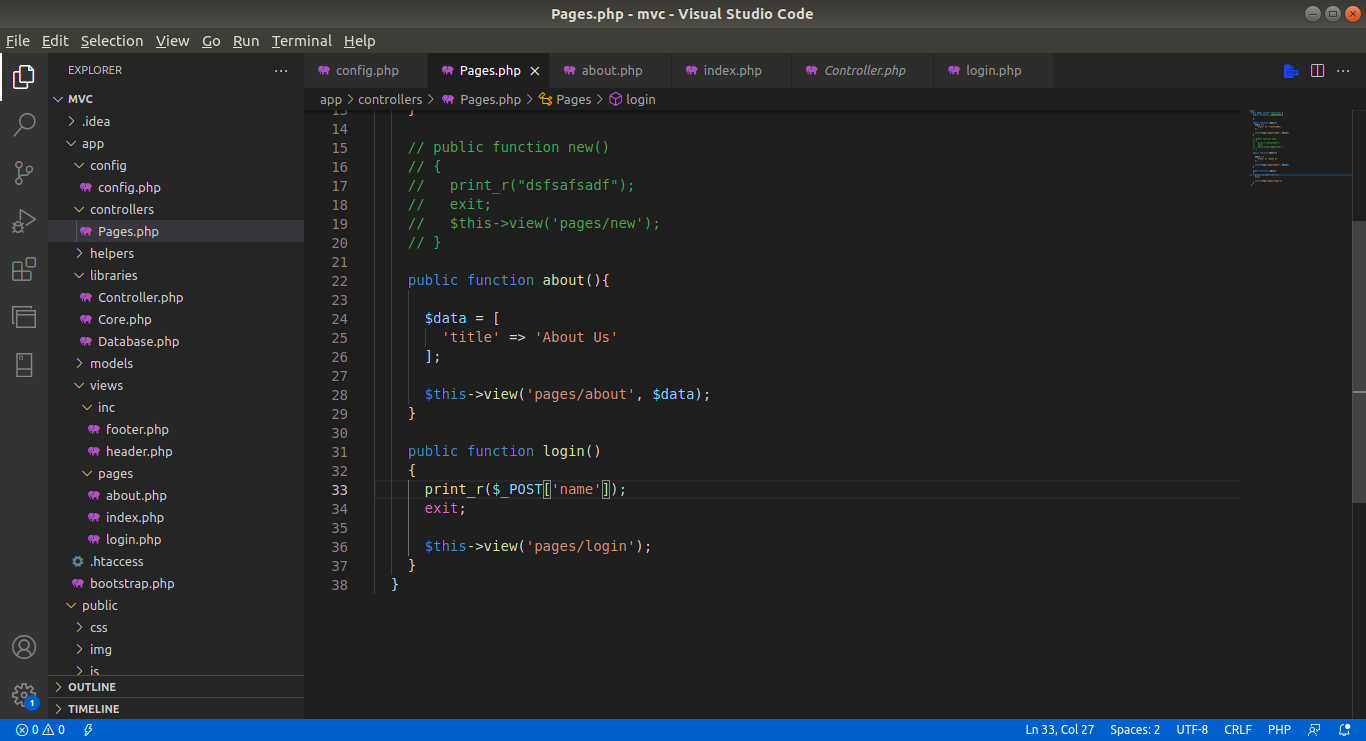 Pages.php - mvc - Visual Studio Code
File Edit Selection View Go Run Terminal Help
EXPLORER
MVC
.idea
app
config
config.php
controllers
Pages.php
helpers
libraries
Controller.php
Core.php
Database.php
models
views
inc
footer.php
header.php
pages
about.php
index.php
login.php
.htaccess
bootstrap.php
public
css
img
js
OUTLINE
TIMELINE
config.php Pages.php about.php index.php Controller.php login.php
app > controllers > Pages.php > Pages > login
13 }
14
15 // public function new()
16 // {
17 //   print_r("dsfsafsadf");
18 //   exit;
19 //   $this->view('pages/new');
20 // }
21
22 public function about(){
23
24 $data = [
25 'title' => 'About Us'
26 ];
27
28 $this->view('pages/about', $data);
29 }
30
31 public function login()
32 {
33 print_r($_POST['name']);
34 exit;
35
36 $this->view('pages/login');
37 }
38 }
1
0 0 Ln 33, Col 27 Spaces: 2 UTF-8 CRLF PHP